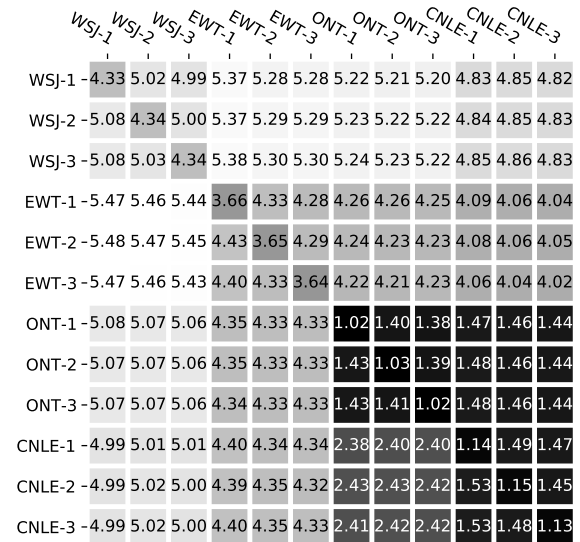 WSJ-1 WSJ-2 WSJ-3 EWT-1 EWT-2 EWT-3 ONT-1 ONT-2 ONT-3 CNLE-1 CNLE-2 CNLE-3
WSJ-1 4.33 5.02 4.99 5.37 5.28 5.28 5.22 5.21 5.20 4.83 4.85 4.82
WSJ-2 5.08 4.34 5.00 5.37 5.29 5.29 5.23 5.22 5.22 4.84 4.85 4.83
WSJ-3 5.08 5.03 4.34 5.38 5.30 5.30 5.24 5.23 5.22 4.85 4.86 4.83
EWT-1 5.47 5.46 5.44 3.66 4.33 4.28 4.26 4.26 4.25 4.09 4.06 4.04
EWT-2 5.48 5.47 5.45 4.43 3.65 4.29 4.24 4.23 4.23 4.08 4.06 4.05
EWT-3 5.47 5.46 5.43 4.40 4.33 3.64 4.22 4.21 4.23 4.06 4.04 4.02
ONT-1 5.08 5.07 5.06 4.35 4.33 4.33 1.02 1.40 1.38 1.47 1.46 1.44
ONT-2 5.07 5.07 5.06 4.35 4.33 4.33 1.43 1.03 1.39 1.48 1.46 1.44
ONT-3 5.07 5.07 5.06 4.34 4.33 4.33 1.43 1.41 1.02 1.48 1.46 1.44
CNLE-1 4.99 5.01 5.01 4.40 4.34 4.34 2.38 2.40 2.40 1.14 1.49 1.47
CNLE-2 4.99 5.02 5.00 4.39 4.35 4.32 2.43 2.43 2.42 1.53 1.15 1.45
CNLE-3 4.99 5.02 5.00 4.40 4.35 4.33 2.41 2.42 2.42 1.53 1.48 1.13